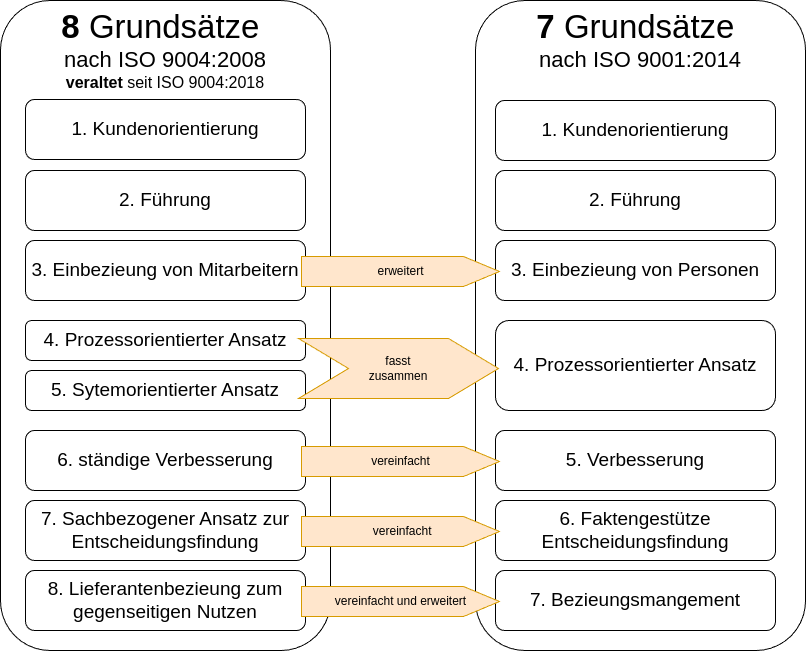 8 Grundsätze
nach ISO 9004:2008
veraltet seit ISO 9004:2018
1. Kundenorientierung
2. Führung
3. Einbezieung von Mitarbeitern
4. Prozessorientierter Ansatz
5. Sytemorientierter Ansatz
6. ständige Verbesserung
7. Sachbezogener Ansatz zur
Entscheidungsfindung
8. Lieferantenbezieung zum
gegenseitigen Nutzen
erweitert
fasst
zusammen
vereinfacht
vereinfacht
vereinfacht und erweitert
7 Grundsätze
nach ISO 9001:2014
1. Kundenorientierung
2. Führung
3. Einbezieung von Personen
4. Prozessorientierter Ansatz
5. Verbesserung
6. Faktengestütze
Entscheidungsfindung
7. Bezieungsmangement